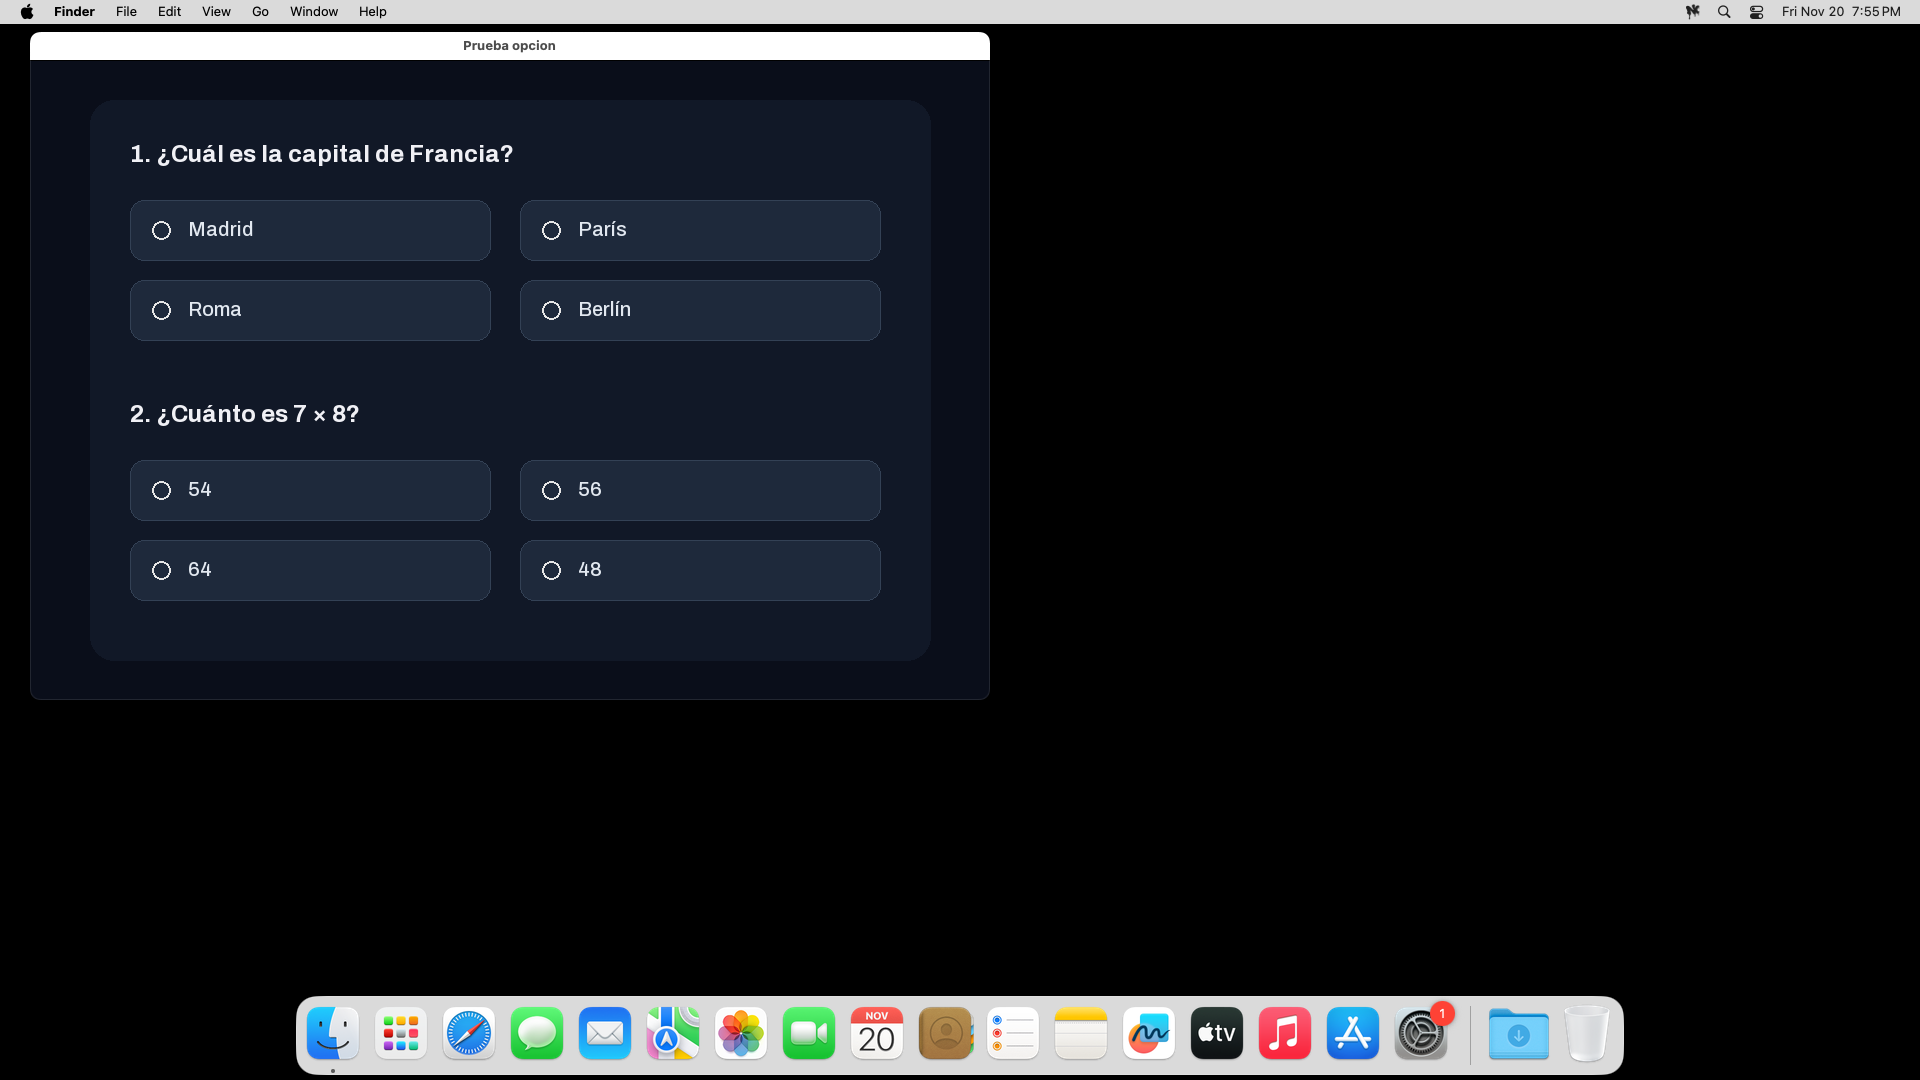 Finder File Edit View Go Window Help Fri Nov 20 7:55 PM
Prueba opcion
1. ¿Cuál es la capital de Francia?
Madrid París
Roma Berlín
2. ¿Cuánto es 7 × 8?
54 56
64 48
NOV
20
tv
1